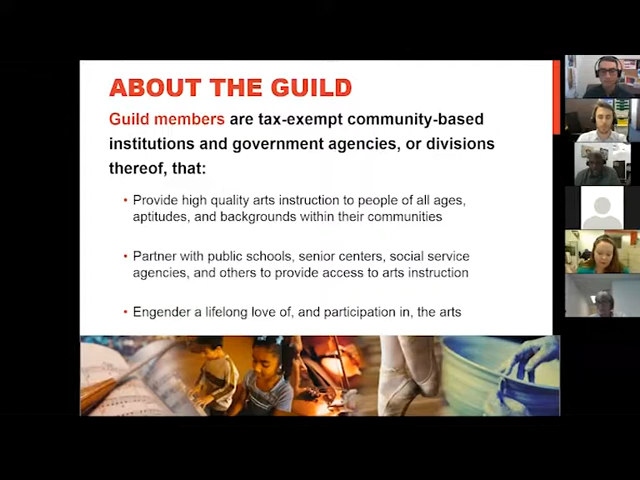 ABOUT THE GUILD
Guild members are tax-exempt community-based
institutions and government agencies, or divisions
thereof, that:
• Provide high quality arts instruction to people of all ages,
aptitudes, and backgrounds within their communities
• Partner with public schools, senior centers, social service
agencies, and others to provide access to arts instruction
• Engender a lifelong love of, and participation in, the arts